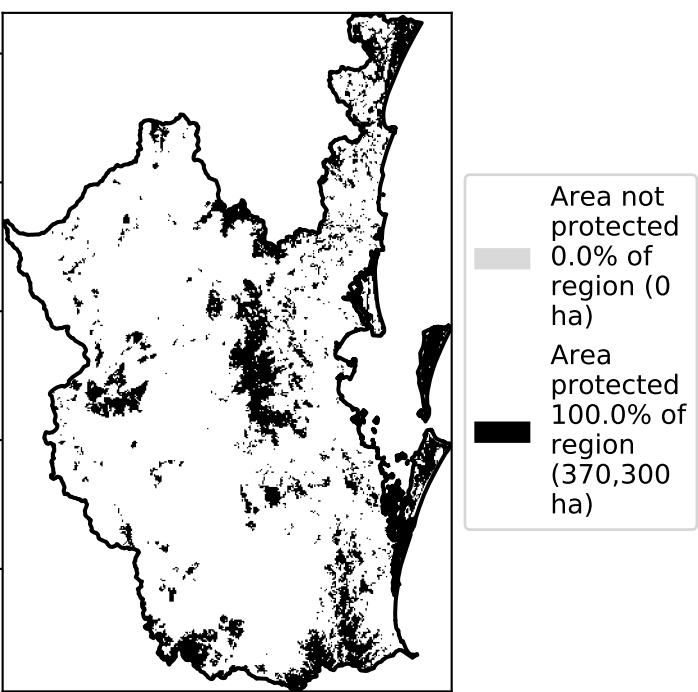 Area not
protected
0.0% of
region (0
ha)
Area
protected
100.0% of
region
(370,300
ha)